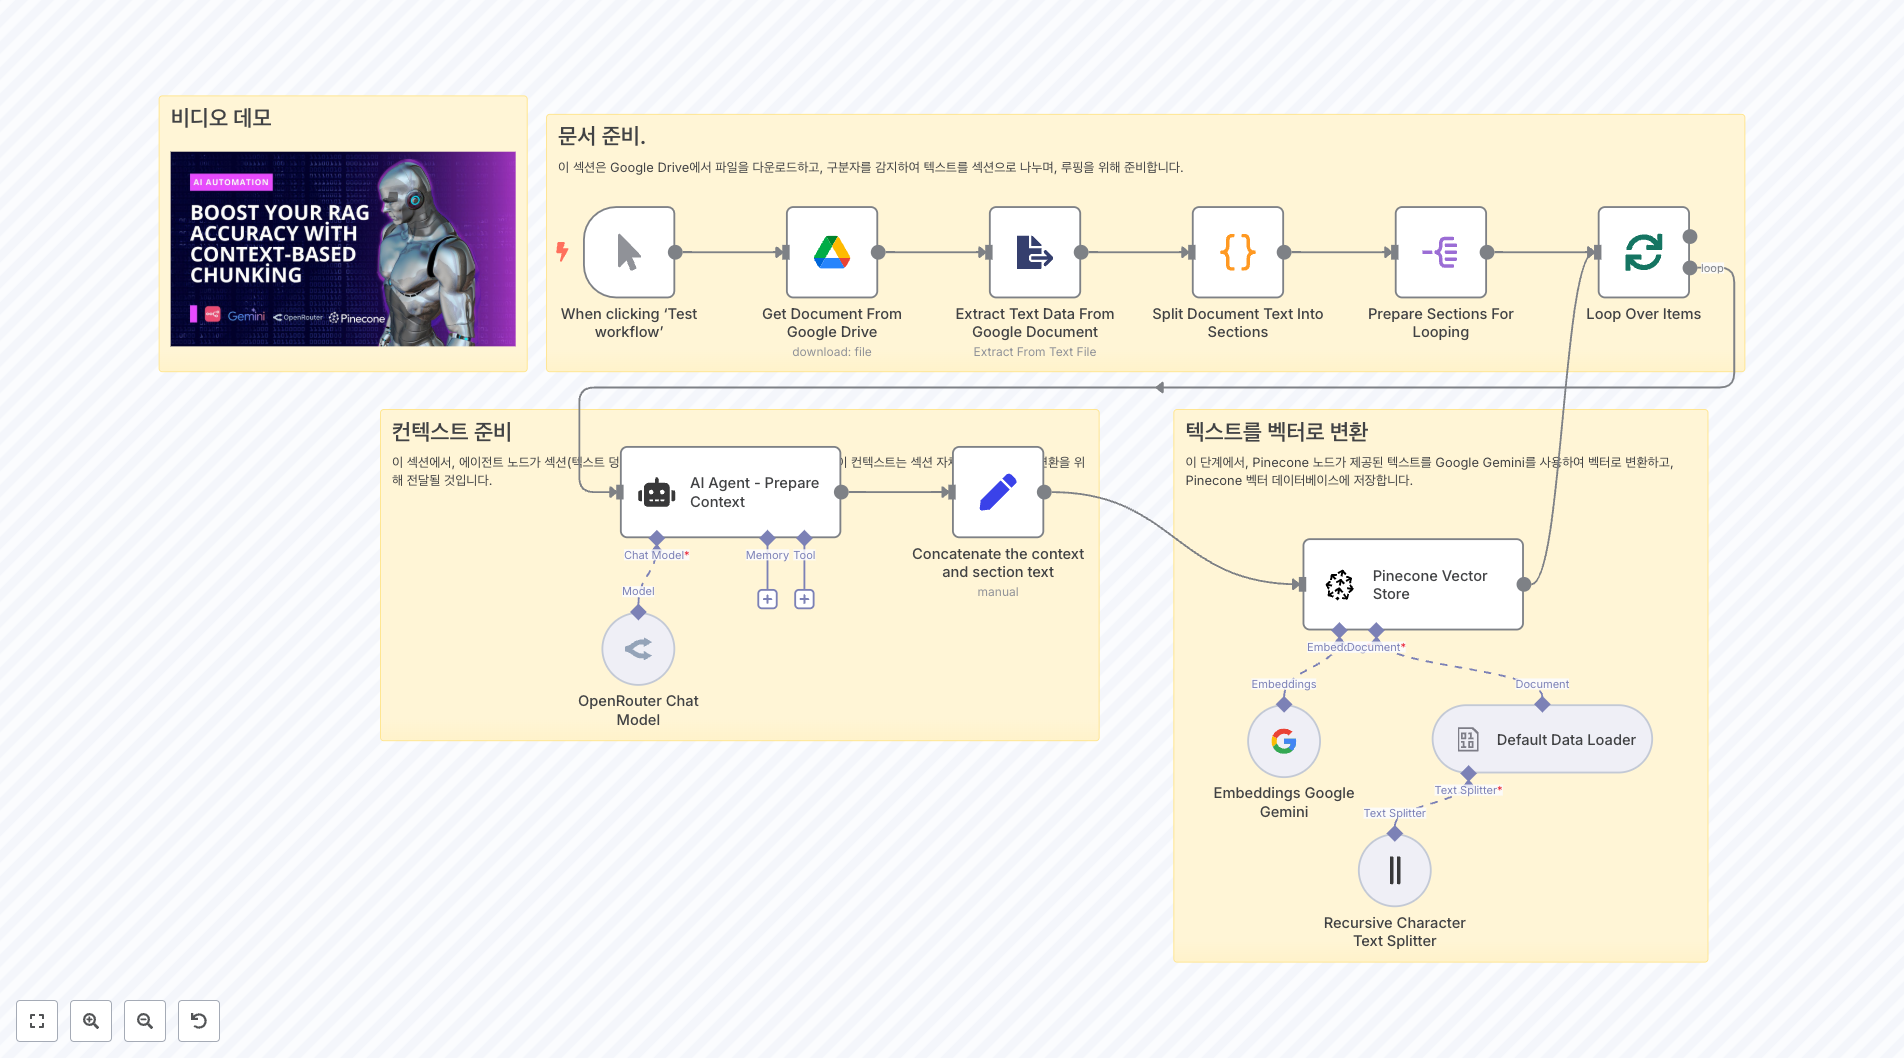 비디오 데모
AI AUTOMATION
BOOST YOUR RAG
ACCURACY WİTH
CONTEXT-BASED
CHUNKİNG
Gemini
OpenRouter
Pinecone
문서 준비.
이 섹션은 Google Drive에서 파일을 다운로드하고, 구분자를 감지하여 텍스트를 섹션으로 나누며, 루핑을 위해 준비합니다.
When clicking ‘Test
workflow’
Get Document From
Google Drive
download: file
Extract Text Data From
Google Document
Extract From Text File
Split Document Text Into
Sections
Prepare Sections For
Looping
Loop Over Items
loop
컨텍스트 준비
이 섹션에서, 에이전트 노드가 섹션(텍스트 컨텍스트는 섹션 위
해 전달될 것입니다.
AI Agent - Prepare
Context
Chat Model*
Memory
Tool
Model
OpenRouter Chat
Model
Concatenate the context
and section text
manual
텍스트를 벡터로 변환
이 단계에서, Pinecone 노드가 제공된 텍스트를 Google Gemini를 사용하여 벡터로 변환하고,
Pinecone 벡터 데이터베이스에 저장합니다.
Pinecone Vector
Store
Document*
Embeddings
Document
Embeddings Google
Gemini
Default Data Loader
Text Splitter*
Text Splitter
Recursive Character
Text Splitter